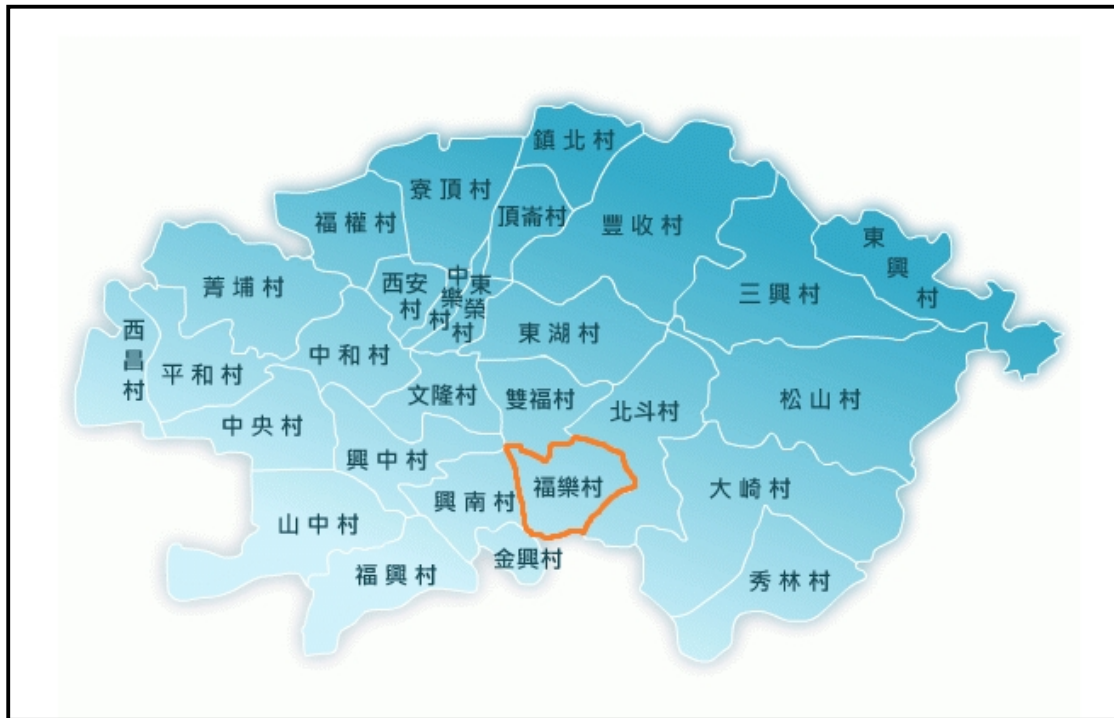 鎮北村
寮頂村
頂崙村
福權村
豐收村
東興村
菁埔村
西安村
中樂村
東榮村
三興村
西昌村
平和村
中和村
東湖村
文隆村
雙福村
北斗村
松山村
中央村
興中村
福樂村
大崎村
興南村
山中村
金興村
福興村
秀林村